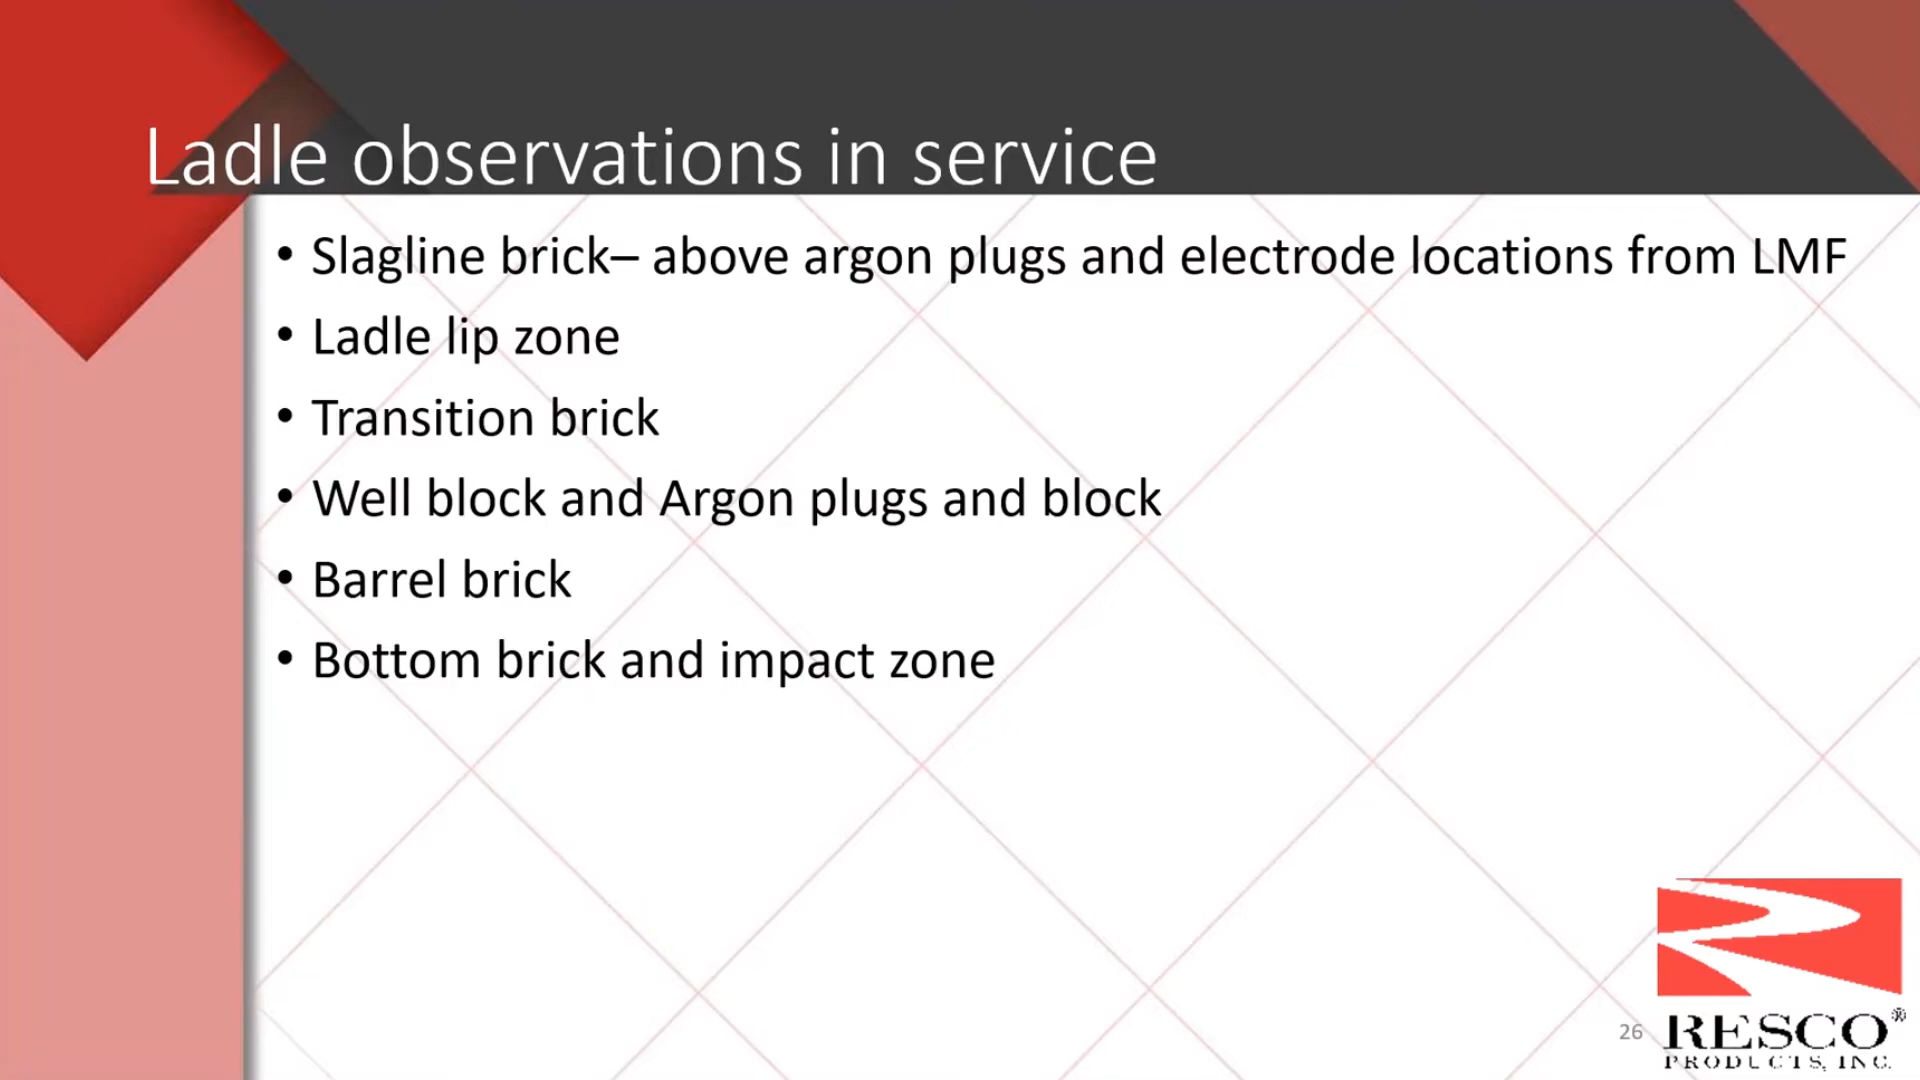 Ladle observations in service
• Slagline brick– above argon plugs and electrode locations from LMF
• Ladle lip zone
• Transition brick
• Well block and Argon plugs and block
• Barrel brick
• Bottom brick and impact zone
26
RESCO®
PRODUCTS, INC.